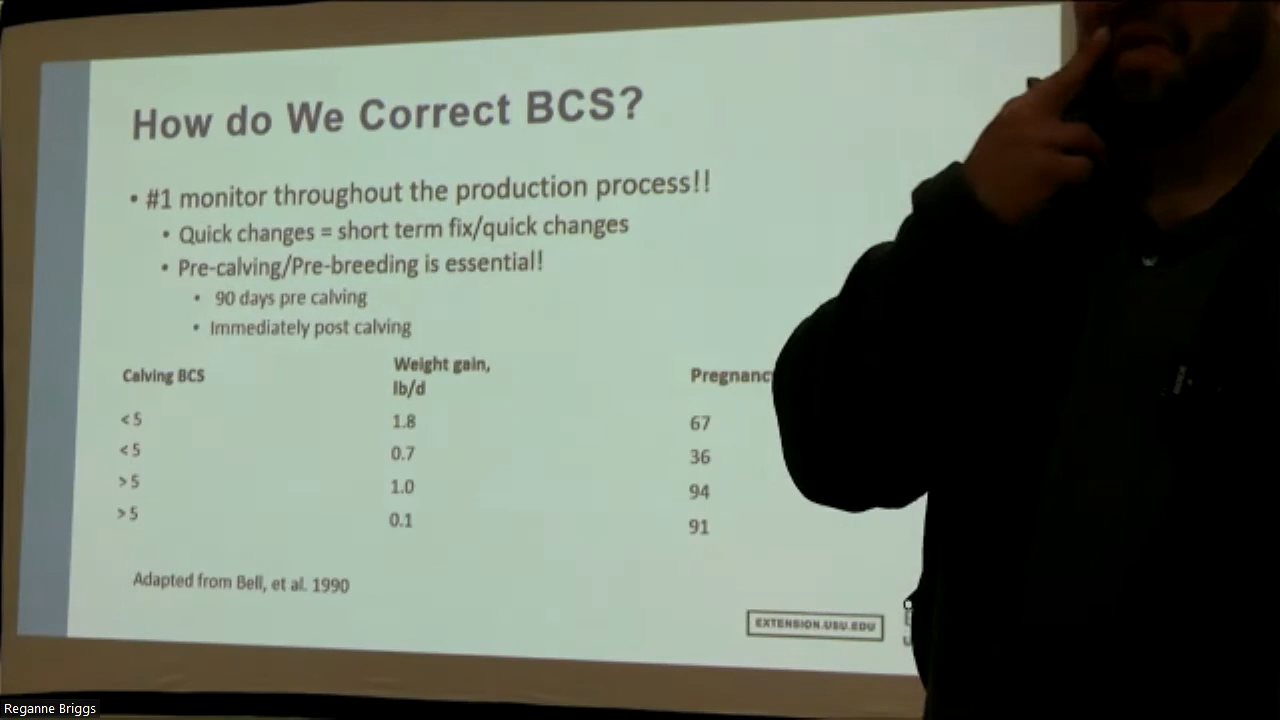 How do We Correct BCS?
• #1 monitor throughout the production process!!
• Quick changes = short term fix/quick changes
• Pre-calving/Pre-breeding is essential!
• 90 days pre calving
• Immediately post calving
Calving BCS Weight gain, lb/d Pregnanc
< 5 1.8 67
< 5 0.7 36
> 5 1.0 94
> 5 0.1 91
Adapted from Bell, et al. 1990
EXTENSION.USU.EDU
Reganne Briggs